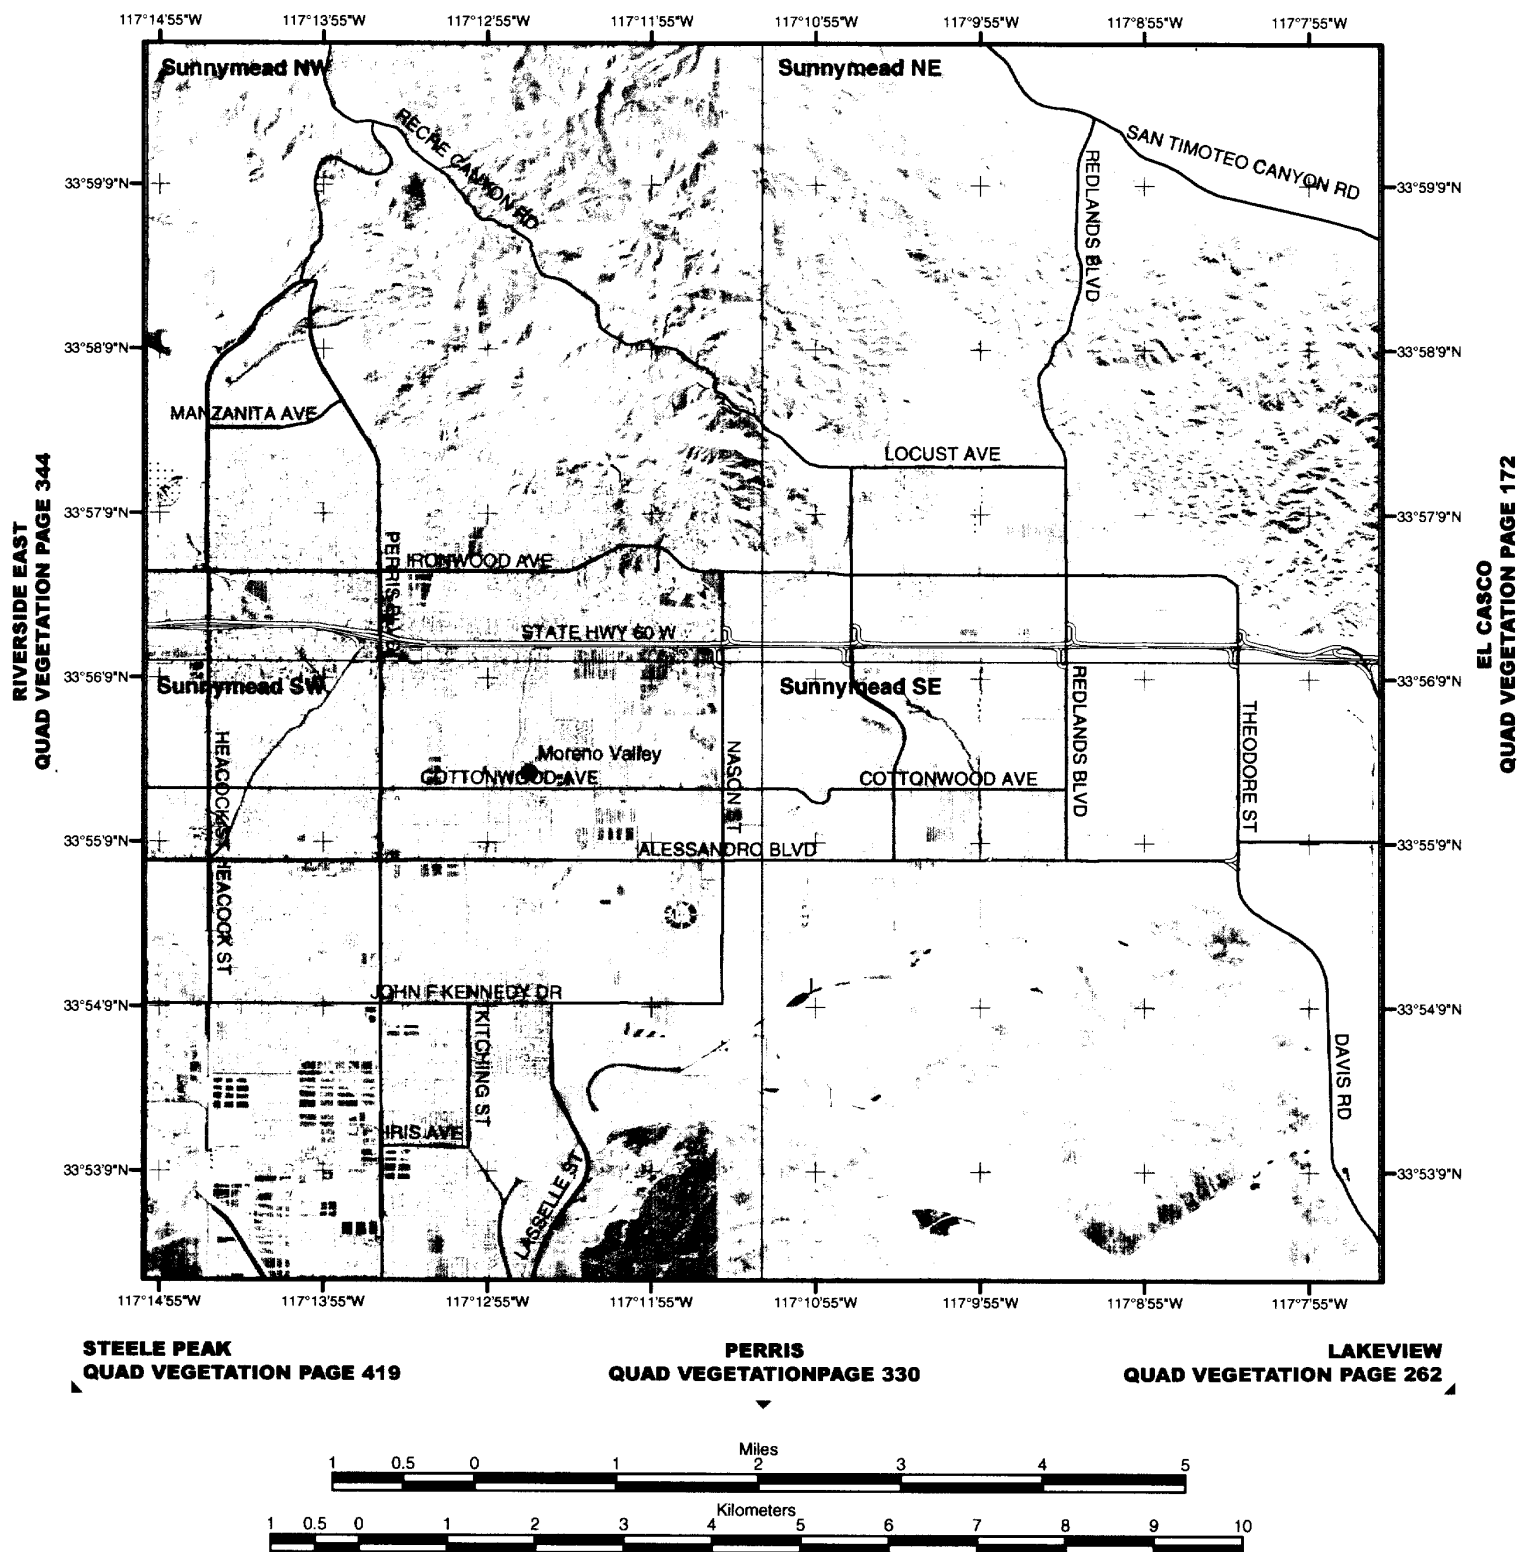 117°14'55"W 117°13'55"W 117°12'55"W 117°11'55"W 117°10'55"W 117°9'55"W 117°8'55"W 117°7'55"W
Sunnymead NW
Sunnymead NE
RECHE CANYON RD
SAN TIMOTEO CANYON RD
REDLANDS BLVD
33°59'9"N
33°59'9"N
33°58'9"N
33°58'9"N
MANZANITA AVE
LOCUST AVE
RIVERSIDE EAST
QUAD VEGETATION PAGE 344
EL CASCO
QUAD VEGETATION PAGE 172
33°57'9"N
33°57'9"N
PERRIS BLVD
IRONWOOD AVE
STATE HWY 60 W
33°56'9"N
33°56'9"N
Sunnymead SW
Sunnymead SE
REDLANDS BLVD
THEODORE ST
HEACOCK ST
NASON ST
Moreno Valley
COTTONWOOD AVE
COTTONWOOD AVE
33°55'9"N
33°55'9"N
ALESSANDRO BLVD
HEACOCK ST
JOHN F KENNEDY DR
33°54'9"N
33°54'9"N
KITCHING ST
DAVIS RD
IRIS AVE
33°53'9"N
33°53'9"N
LASSELLE ST
117°14'55"W 117°13'55"W 117°12'55"W 117°11'55"W 117°10'55"W 117°9'55"W 117°8'55"W 117°7'55"W
STEELE PEAK
QUAD VEGETATION PAGE 419
PERRIS
QUAD VEGETATIONPAGE 330
LAKEVIEW
QUAD VEGETATION PAGE 262
Miles
1 0.5 0 1 2 3 4 5
Kilometers
1 0.5 0 1 2 3 4 5 6 7 8 9 10